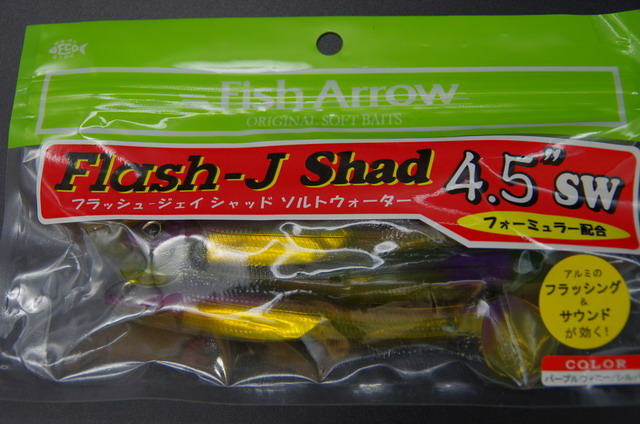 ECO
Fish Arrow
ORIGINAL SOFT BAITS
Flash-J Shad 4.5" SW
フラッシュ-ジェイ シャッド ソルトウォーター
フォーミュラー配合
アルミの
フラッシング
&
サウンド
が効く!
COLOR